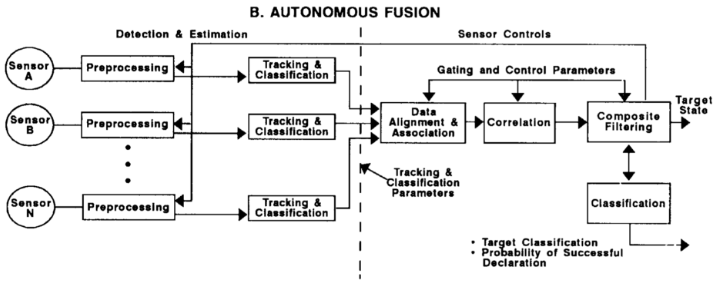 B. AUTONOMOUS FUSION
Detection & Estimation
Sensor Controls
Sensor
A
Preprocessing
Tracking &
Classification
Gating and Control Parameters
Sensor
B
Preprocessing
Tracking &
Classification
Data
Alignment &
Association
Correlation
Composite
Filtering
Target
State
Tracking &
Classification
Parameters
Sensor
N
Preprocessing
Tracking &
Classification
Classification
• Target Classification
• Probability of Successful
Declaration